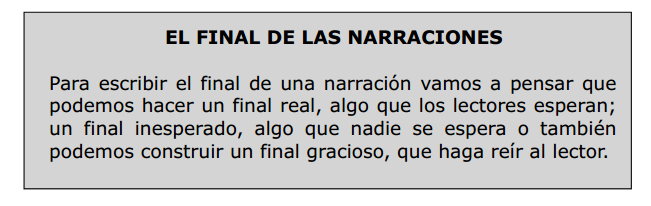 EL FINAL DE LAS NARRACIONES
Para escribir el final de una narración vamos a pensar que
podemos hacer un final real, algo que los lectores esperan;
un final inesperado, algo que nadie se espera o también
podemos construir un final gracioso, que haga reír al lector.